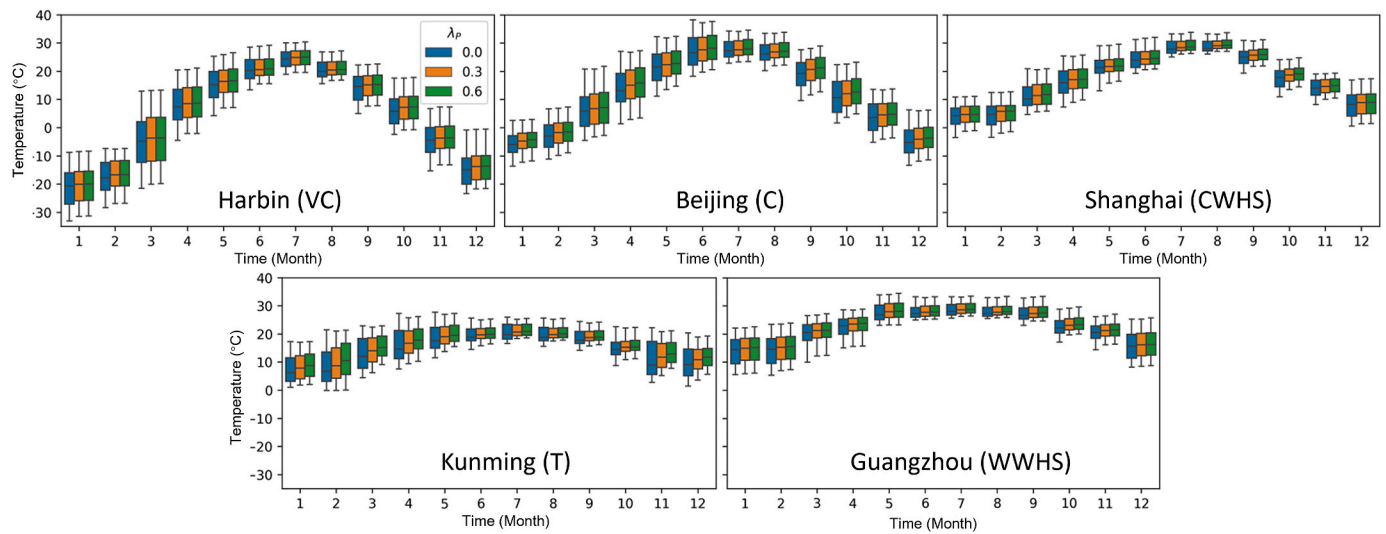 40
30
20
10
0
-10
-20
-30
Temperature (°C)
λP
0.0
0.3
0.6
Harbin (VC)
1 2 3 4 5 6 7 8 9 10 11 12
Time (Month)
Beijing (C)
1 2 3 4 5 6 7 8 9 10 11 12
Time (Month)
Shanghai (CWHS)
1 2 3 4 5 6 7 8 9 10 11 12
Time (Month)
40
30
20
10
0
-10
-20
-30
Temperature (°C)
Kunming (T)
1 2 3 4 5 6 7 8 9 10 11 12
Time (Month)
Guangzhou (WWHS)
1 2 3 4 5 6 7 8 9 10 11 12
Time (Month)